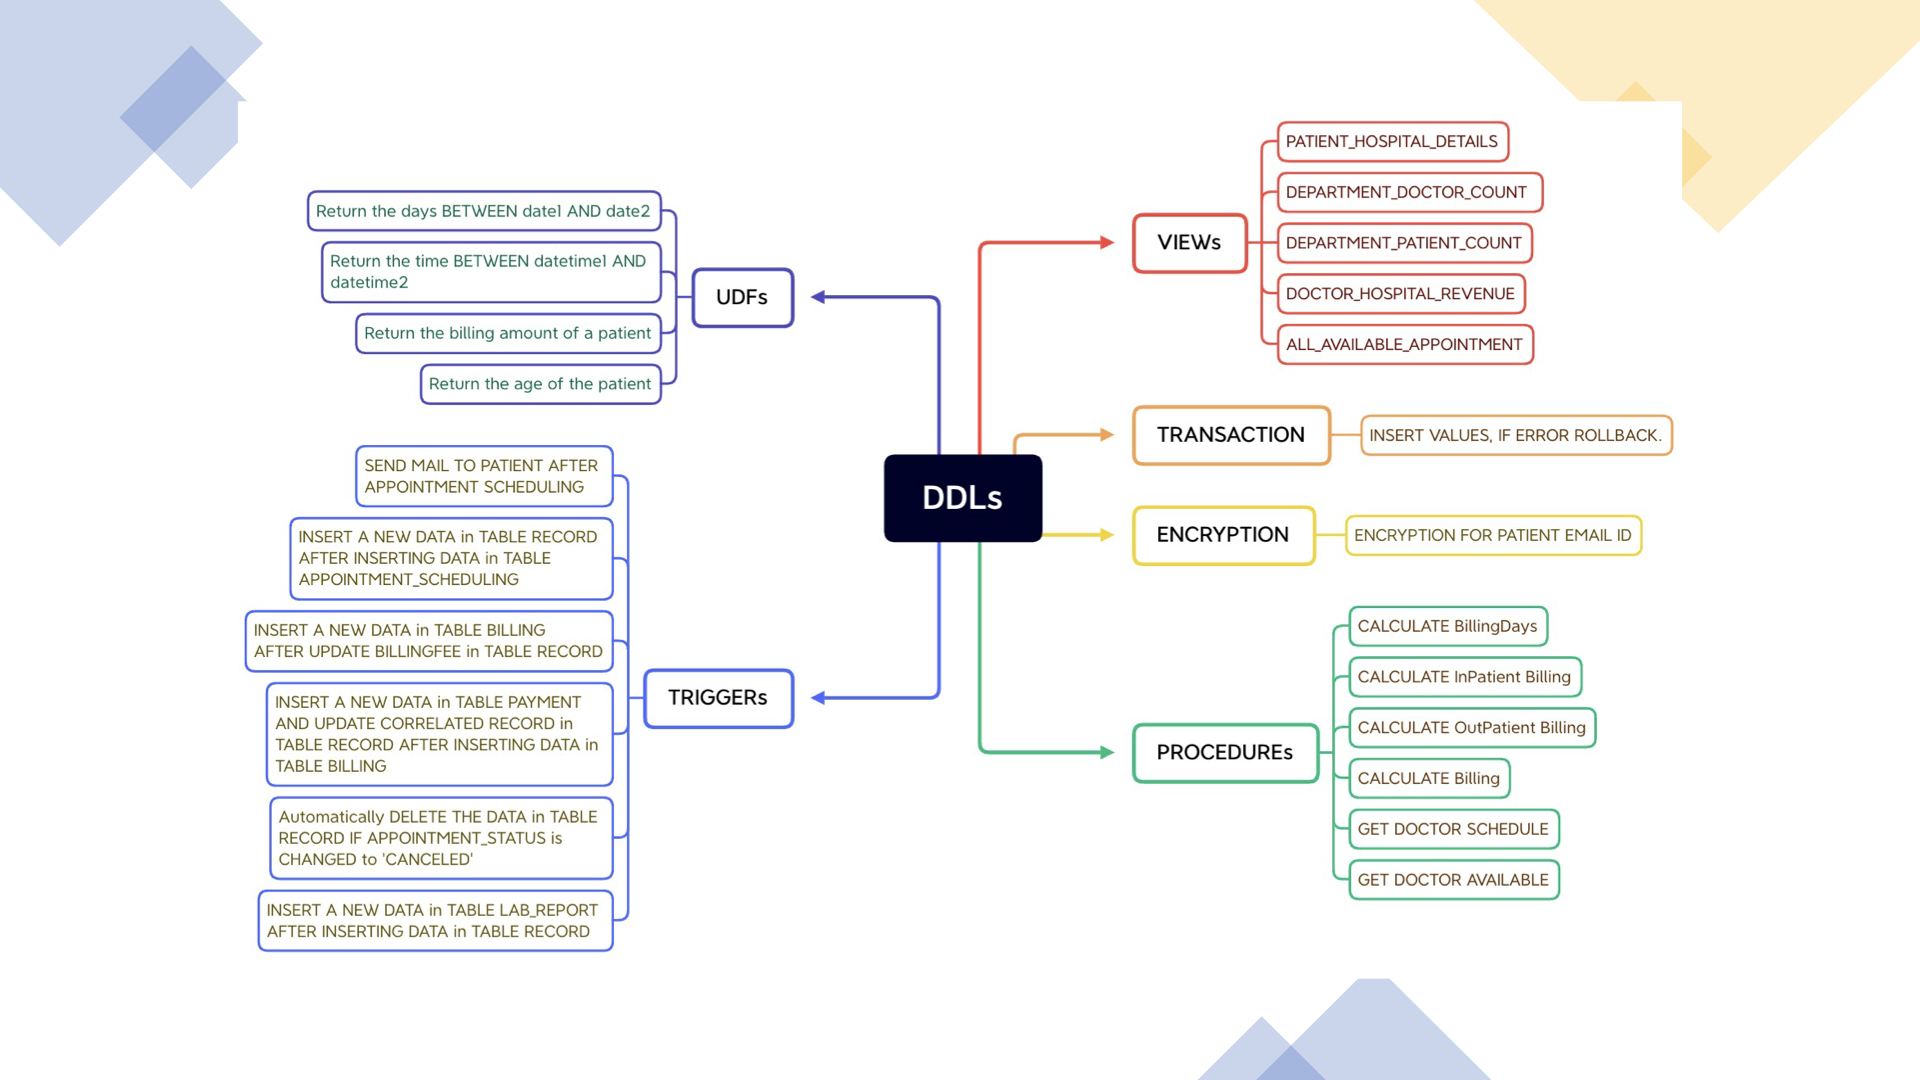 Return the days BETWEEN date1 AND date2
Return the time BETWEEN datetime1 AND
datetime2
Return the billing amount of a patient
Return the age of the patient
UDFs
SEND MAIL TO PATIENT AFTER
APPOINTMENT SCHEDULING
INSERT A NEW DATA in TABLE RECORD
AFTER INSERTING DATA in TABLE
APPOINTMENT_SCHEDULING
INSERT A NEW DATA in TABLE BILLING
AFTER UPDATE BILLINGFEE in TABLE RECORD
INSERT A NEW DATA in TABLE PAYMENT
AND UPDATE CORRELATED RECORD in
TABLE RECORD AFTER INSERTING DATA in
TABLE BILLING
Automatically DELETE THE DATA in TABLE
RECORD IF APPOINTMENT_STATUS is
CHANGED to 'CANCELED'
INSERT A NEW DATA in TABLE LAB_REPORT
AFTER INSERTING DATA in TABLE RECORD
TRIGGERs
DDLs
VIEWs
PATIENT_HOSPITAL_DETAILS
DEPARTMENT_DOCTOR_COUNT
DEPARTMENT_PATIENT_COUNT
DOCTOR_HOSPITAL_REVENUE
ALL_AVAILABLE_APPOINTMENT
TRANSACTION
INSERT VALUES, IF ERROR ROLLBACK.
ENCRYPTION
ENCRYPTION FOR PATIENT EMAIL ID
PROCEDUREs
CALCULATE BillingDays
CALCULATE InPatient Billing
CALCULATE OutPatient Billing
CALCULATE Billing
GET DOCTOR SCHEDULE
GET DOCTOR AVAILABLE